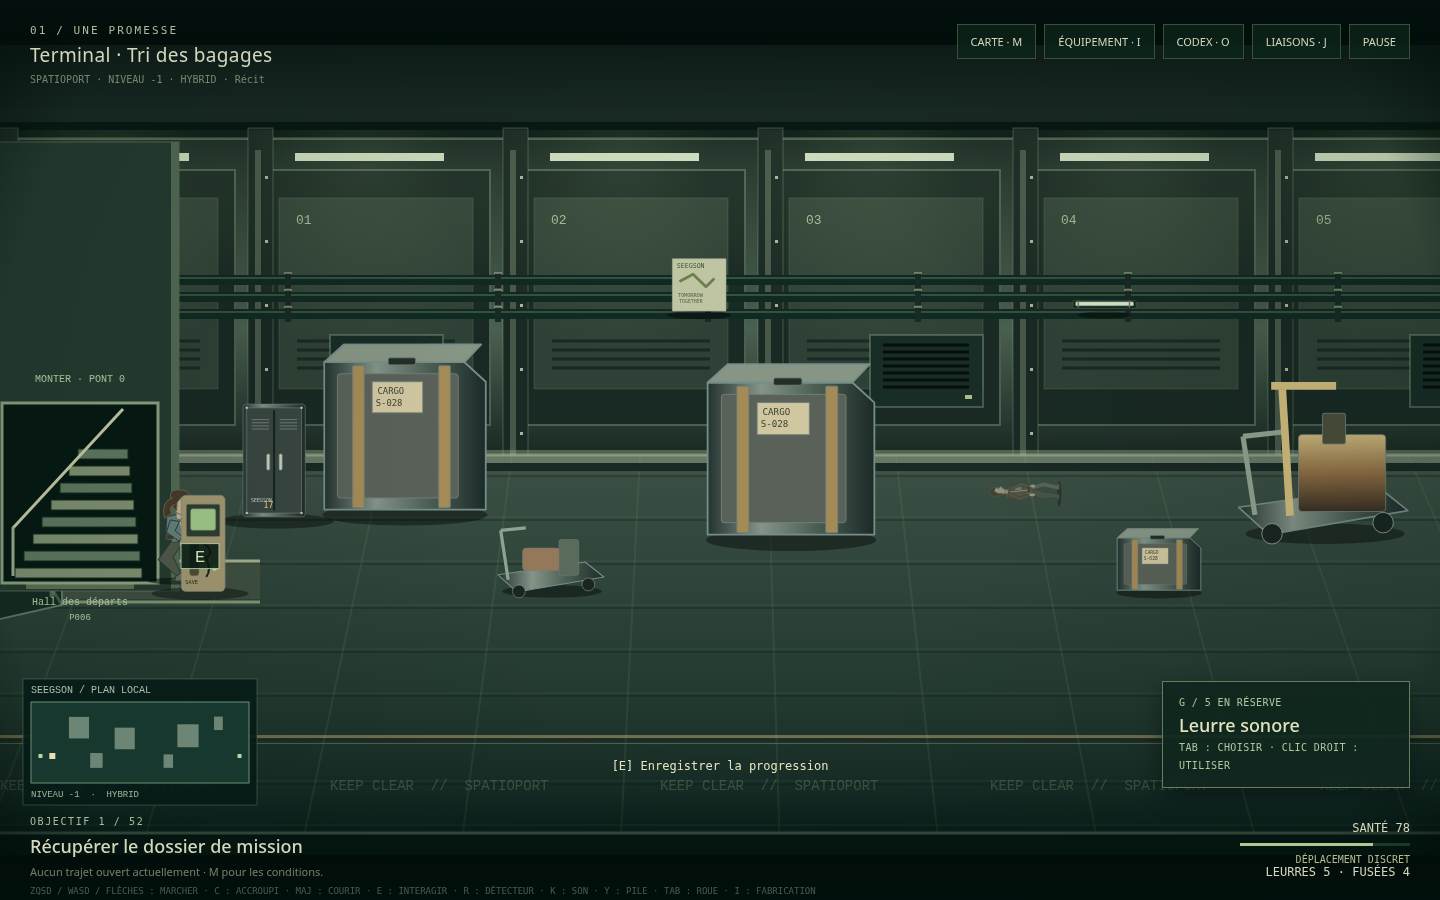 01 / UNE PROMESSE
Terminal · Tri des bagages
SPATIOPORT · NIVEAU -1 · HYBRID · Récit
CARTE · M
ÉQUIPEMENT · I
CODEX · O
LIAISONS · J
PAUSE
01
02
03
04
05
SEEGSON
TOMORROW
TOGETHER
MONTER · PONT 0
CARGO
S-028
CARGO
S-028
SEEGSON
17
E
SAVE
CARGO
S-028
Hall des départs
P006
SEEGSON / PLAN LOCAL
NIVEAU -1 · HYBRID
G / 5 EN RÉSERVE
Leurre sonore
TAB : CHOISIR · CLIC DROIT :
UTILISER
[E] Enregistrer la progression
KEEP CLEAR // SPATIOPORT
KEEP CLEAR // SPATIOPORT
KEEP CLEAR //
OBJECTIF 1 / 52
Récupérer le dossier de mission
Aucun trajet ouvert actuellement · M pour les conditions.
ZQSD / WASD / FLÈCHES : MARCHER · C : ACCROUPI · MAJ : COURIR · E : INTERAGIR · R : DÉTECTEUR · K : SON · Y : PILE · TAB : ROUE · I : FABRICATION
SANTÉ 78
DÉPLACEMENT DISCRET
LEURRES 5 · FUSÉES 4